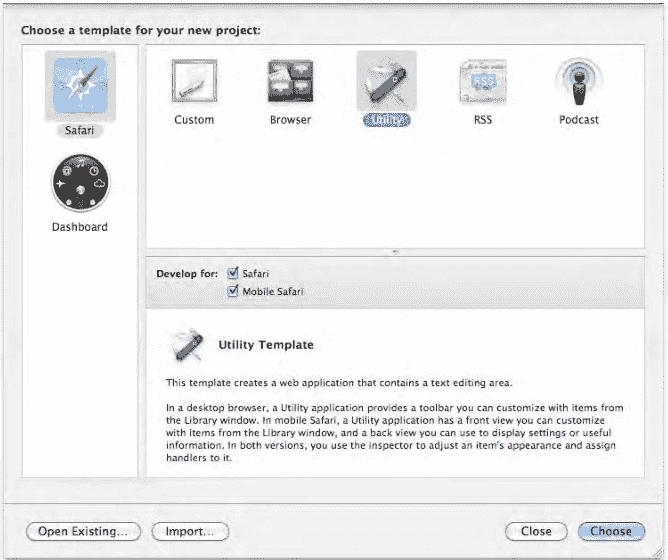 Choose a template for your new project:
Safari
Dashboard
Custom
Browser
Utility
RSS
RSS
Podcast
Develop for:
Safari
Mobile Safari
Utility Template
This template creates a web application that contains a text editing area.
In a desktop browser, a Utility application provides a toolbar you can customize with items from
the Library window. In mobile Safari, a Utility application has a front view you can customize
with items from the Library window, and a back view you can use to display settings or useful
information. In both versions, you use the inspector to adjust an item's appearance and assign
handlers to it.
Open Existing...
Import...
Close
Choose